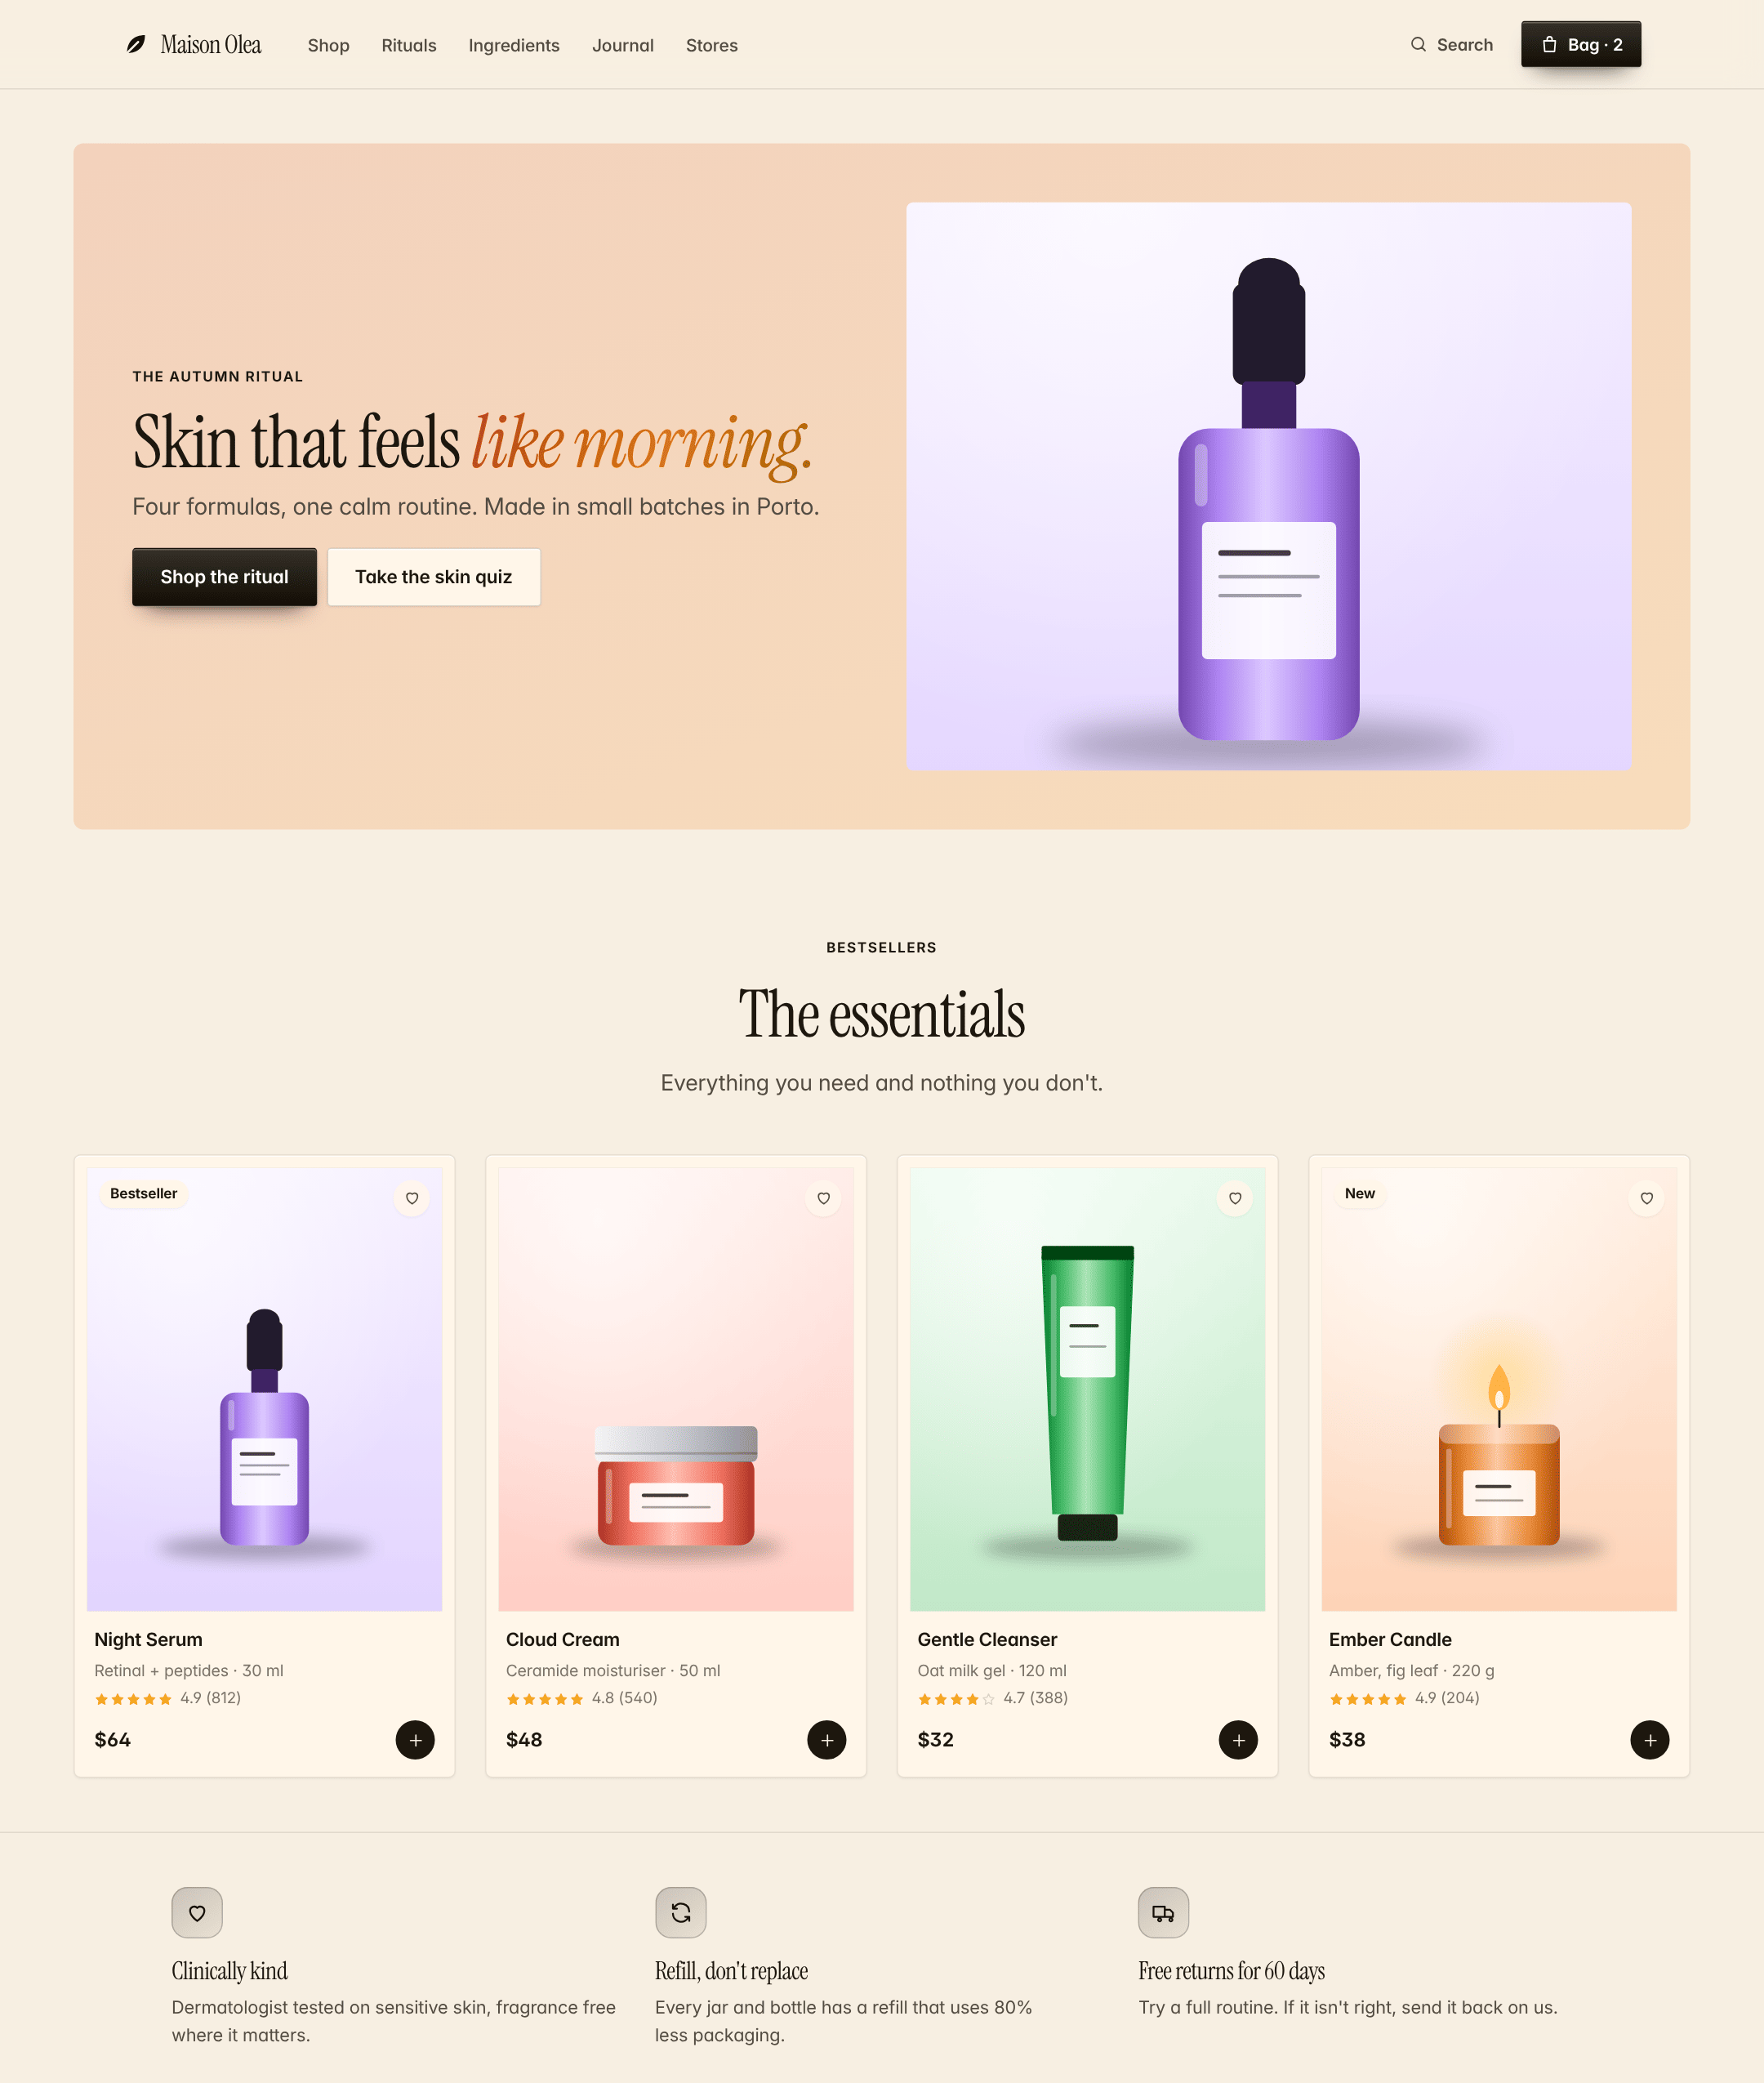 Maison Olea
Shop
Rituals
Ingredients
Journal
Stores
Search
Bag · 2
THE AUTUMN RITUAL
Skin that feels like morning.
Four formulas, one calm routine. Made in small batches in Porto.
Shop the ritual
Take the skin quiz
BESTSELLERS
The essentials
Everything you need and nothing you don't.
Bestseller
Night Serum
Retinal + peptides · 30 ml
4.9 (812)
$64
Cloud Cream
Ceramide moisturiser · 50 ml
4.8 (540)
$48
Gentle Cleanser
Oat milk gel · 120 ml
4.7 (388)
$32
New
Ember Candle
Amber, fig leaf · 220 g
4.9 (204)
$38
Clinically kind
Dermatologist tested on sensitive skin, fragrance free
where it matters.
Refill, don't replace
Every jar and bottle has a refill that uses 80%
less packaging.
Free returns for 60 days
Try a full routine. If it isn't right, send it back on us.